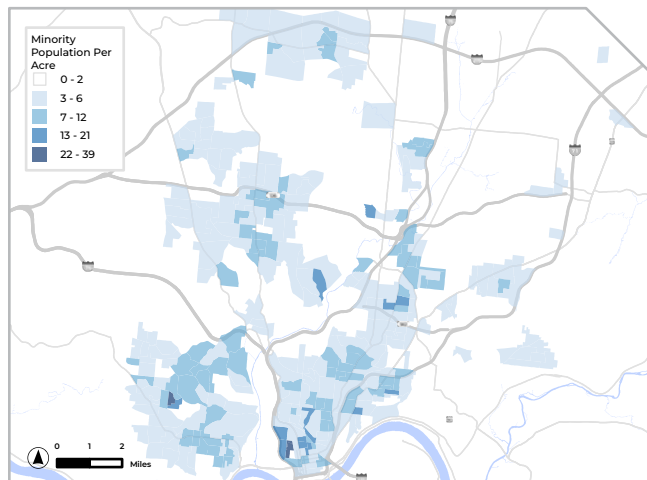 Minority
Population Per
Acre
0 - 2
3 - 6
7 - 12
13 - 21
22 - 39
0 1 2
Miles